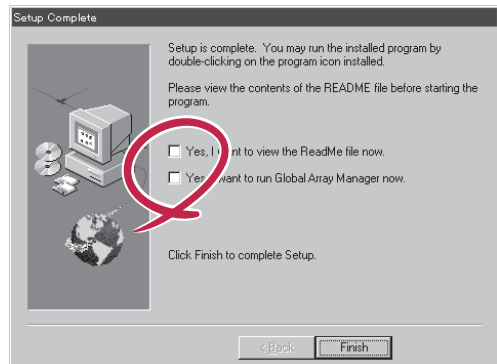 Setup Complete
Setup is complete. You may run the installed program by
double-clicking on the program icon installed.
Please view the contents of the README file before starting the
program.
Yes, I want to view the ReadMe file now.
Yes, I want to run Global Array Manager now.
Click Finish to complete Setup.
< Back
Finish